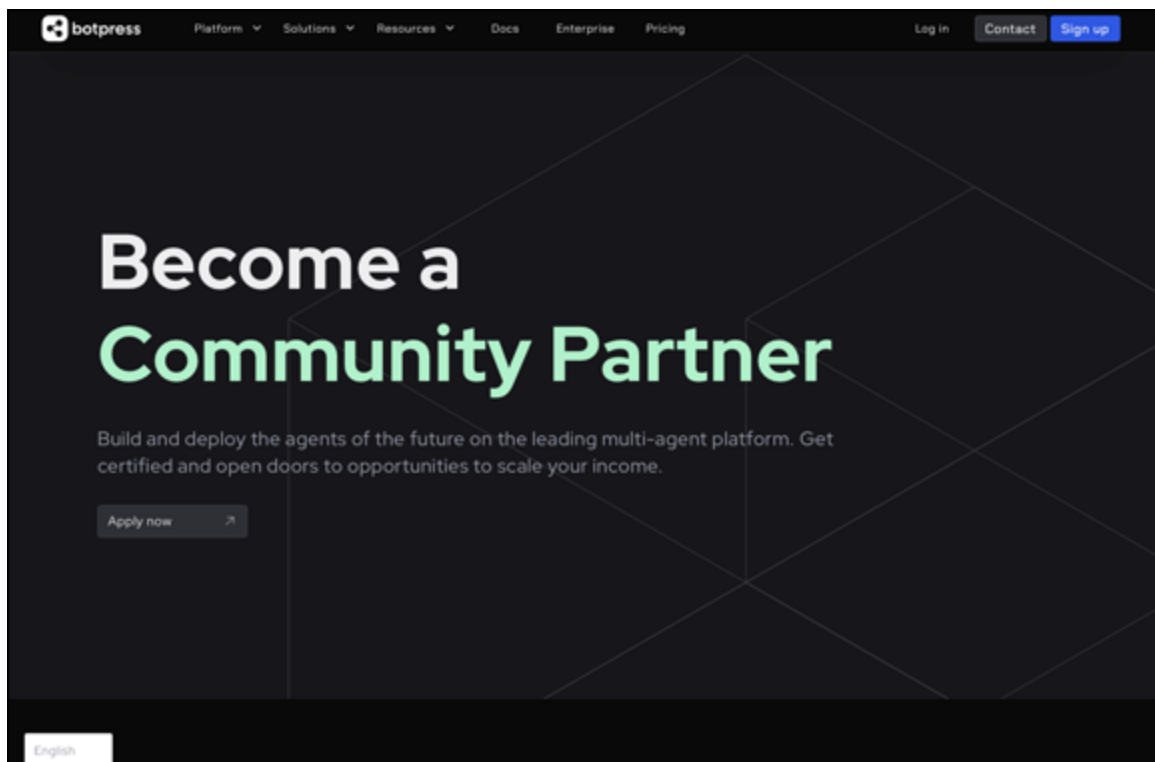 botpress Platform Solutions Resources Docs Enterprise Pricing Log in Contact Sign up
Become a
Community Partner
Build and deploy the agents of the future on the leading multi-agent platform. Get
certified and open doors to opportunities to scale your income.
Apply now
English